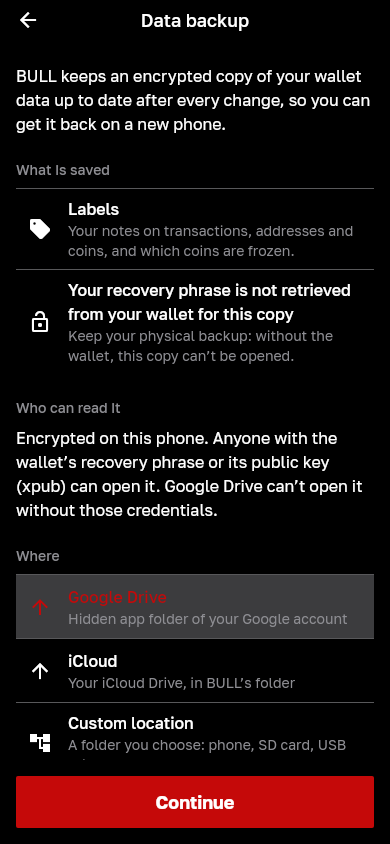 Data backup
BULL keeps an encrypted copy of your wallet
data up to date after every change, so you can
get it back on a new phone.
What is saved
Labels
Your notes on transactions, addresses and
coins, and which coins are frozen.
Your recovery phrase is not retrieved
from your wallet for this copy
Keep your physical backup: without the
wallet, this copy can’t be opened.
Who can read it
Encrypted on this phone. Anyone with the
wallet’s recovery phrase or its public key
(xpub) can open it. Google Drive can’t open it
without those credentials.
Where
Google Drive
Hidden app folder of your Google account
iCloud
Your iCloud Drive, in BULL’s folder
Custom location
A folder you choose: phone, SD card, USB
Continue